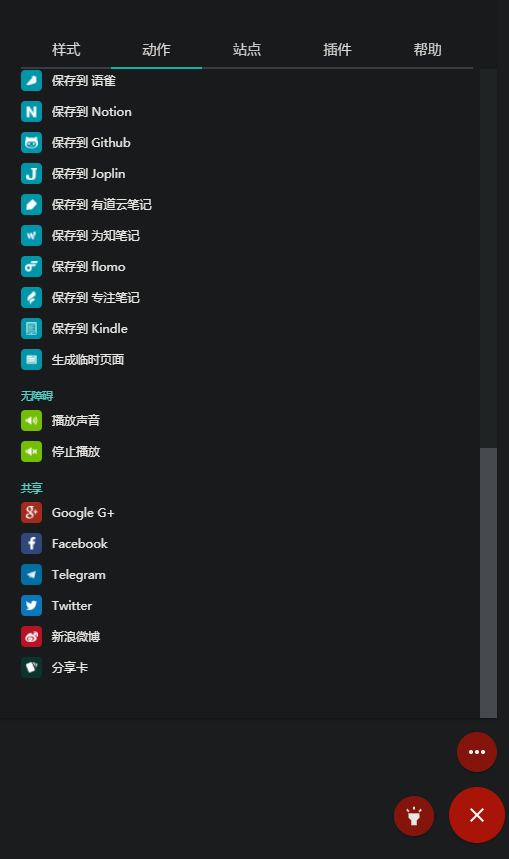 样式 动作 站点 插件 帮助
保存到 语雀
保存到 Notion
保存到 Github
保存到 Joplin
保存到 有道云笔记
保存到 为知笔记
保存到 flomo
保存到 专注笔记
保存到 Kindle
生成临时页面
无障碍
播放声音
停止播放
共享
Google G+
Facebook
Telegram
Twitter
新浪微博
分享卡